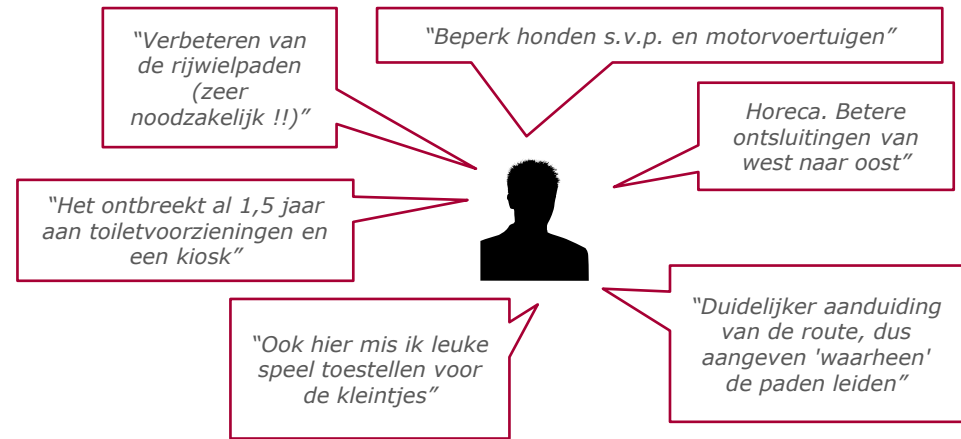 “Verbeteren van
de rijwielpaden
(zeer
noodzakelijk !!)”
“Beperk honden s.v.p. en motorvoertuigen”
Horeca. Betere
ontsluitingen van
west naar oost”
“Het ontbreekt al 1,5 jaar
aan toiletvoorzieningen en
een kiosk”
“Duidelijker aanduiding
van de route, dus
aangeven 'waarheen'
de paden leiden”
“Ook hier mis ik leuke
speel toestellen voor
de kleintjes”